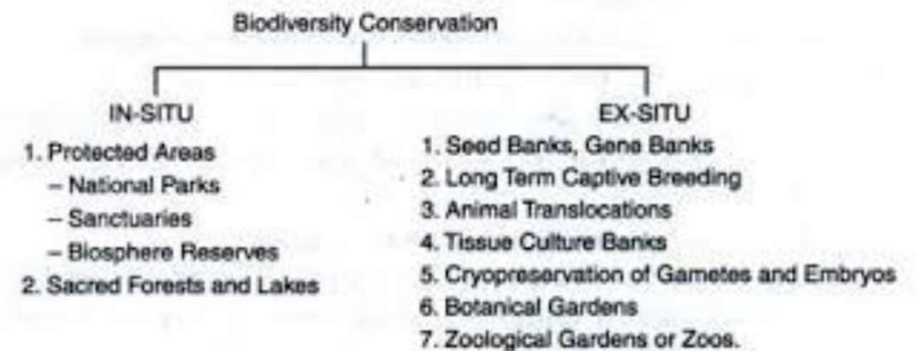 Biodiversity Conservation
IN-SITU
1. Protected Areas
– National Parks
– Sanctuaries
– Biosphere Reserves
2. Sacred Forests and Lakes
EX-SITU
1. Seed Banks, Gene Banks
2. Long Term Captive Breeding
3. Animal Translocations
4. Tissue Culture Banks
5. Cryopreservation of Gametes and Embryos
6. Botanical Gardens
7. Zoological Gardens or Zoos.